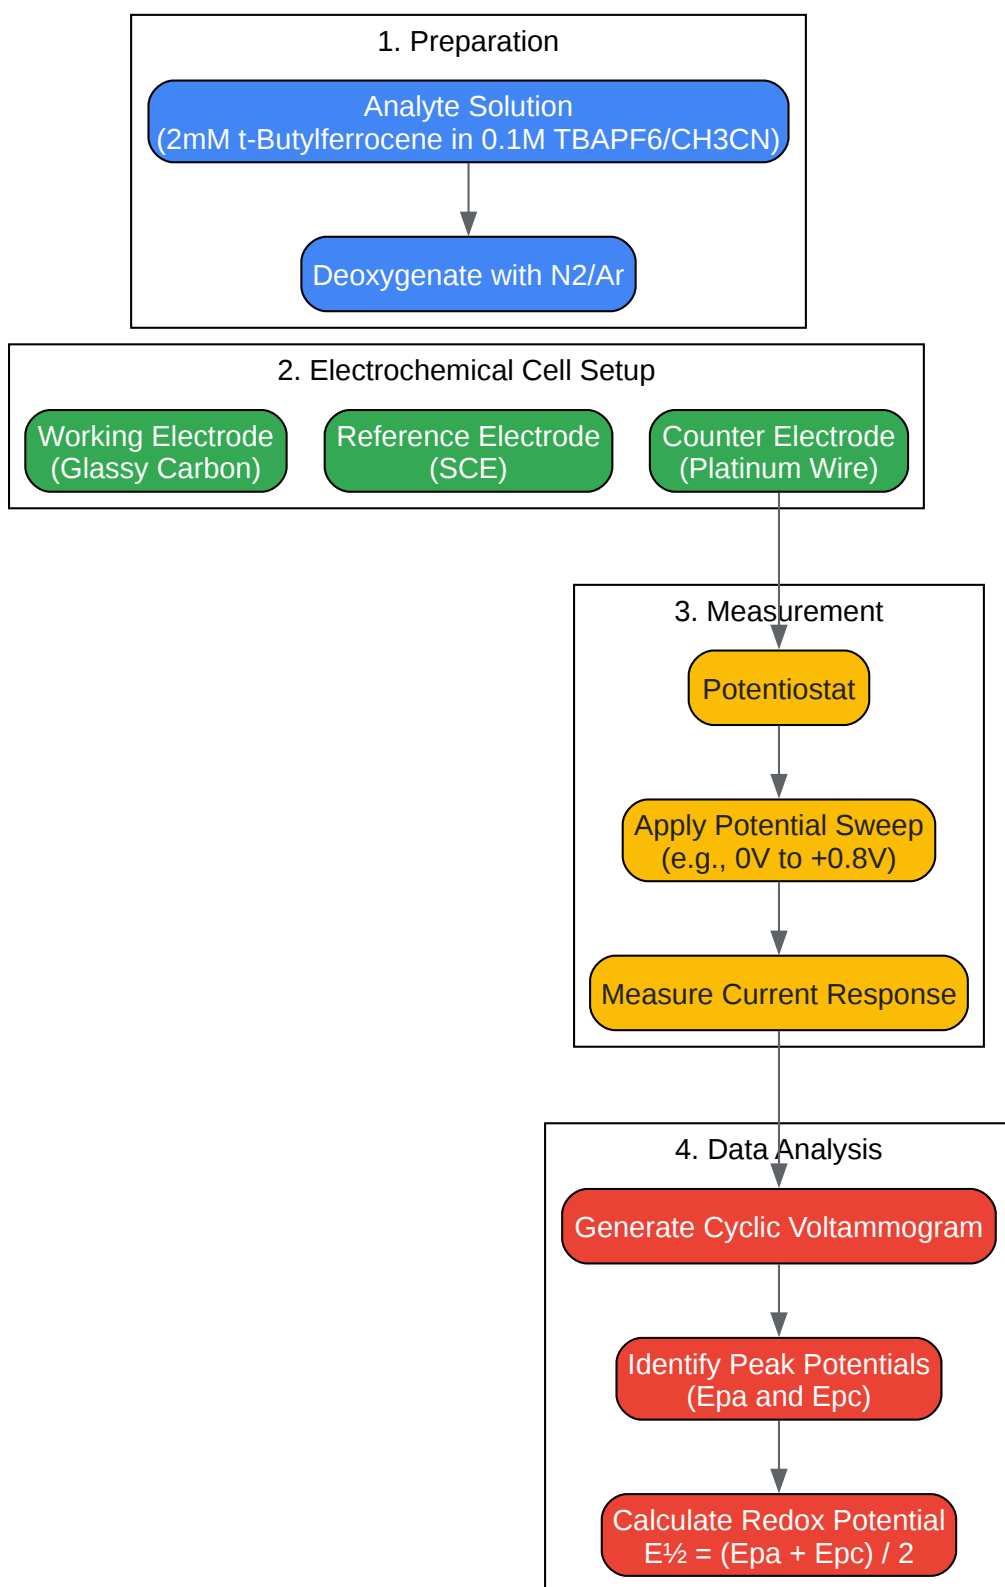 1. Preparation
Analyte Solution
(2mM t-Butylferrocene in 0.1M TBAPF6/CH3CN)
Deoxygenate with N2/Ar
2. Electrochemical Cell Setup
Working Electrode
(Glassy Carbon)
Reference Electrode
(SCE)
Counter Electrode
(Platinum Wire)
3. Measurement
Potentiostat
Apply Potential Sweep
(e.g., 0V to +0.8V)
Measure Current Response
4. Data Analysis
Generate Cyclic Voltammogram
Identify Peak Potentials
(Epa and Epc)
Calculate Redox Potential
E½ = (Epa + Epc) / 2